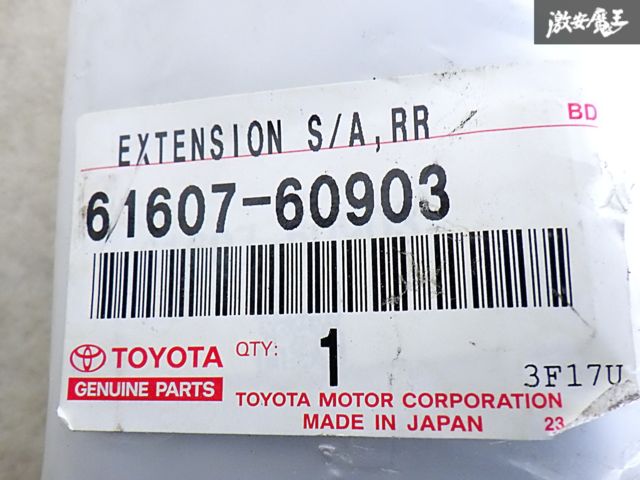 激安魔王
EXTENSION S/A,RR
BD
61607-60903
TOYOTA
GENUINE PARTS
QTY: 1
3F17U
TOYOTA MOTOR CORPORATION
MADE IN JAPAN 23